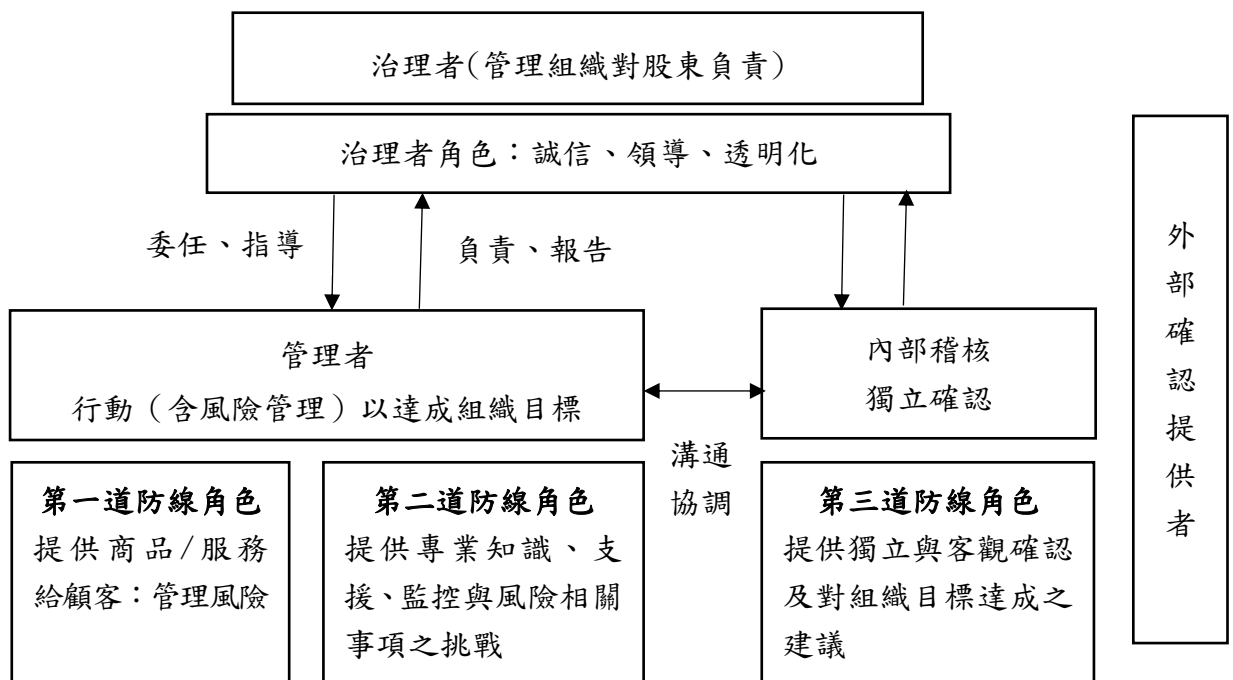 治理者(管理組織對股東負責)
治理者角色：誠信、領導、透明化
委任、指導
負責、報告
管理者
行動（含風險管理）以達成組織目標
內部稽核
獨立確認
溝通
協調
第一道防線角色
提供商品/服務
給顧客：管理風險
第二道防線角色
提供專業知識、支
援、監控與風險相關
事項之挑戰
第三道防線角色
提供獨立與客觀確認
及對組織目標達成之
建議
外
部
確
認
提
供
者